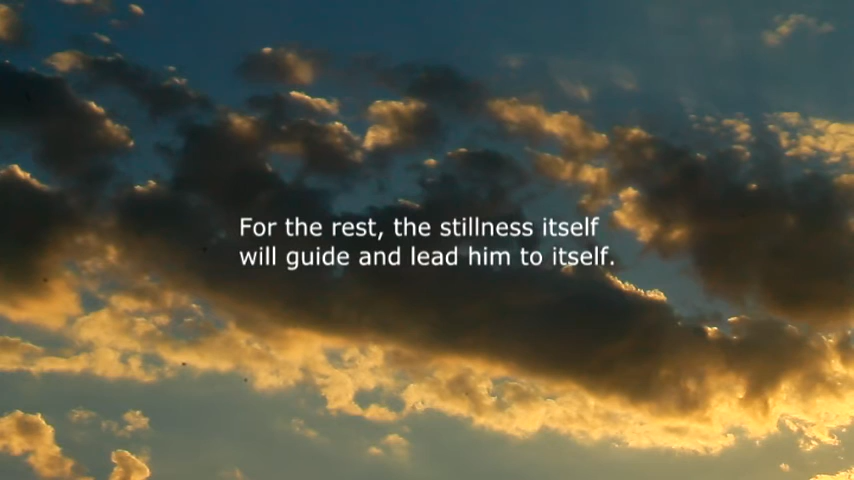 For the rest, the stillness itself
will guide and lead him to itself.